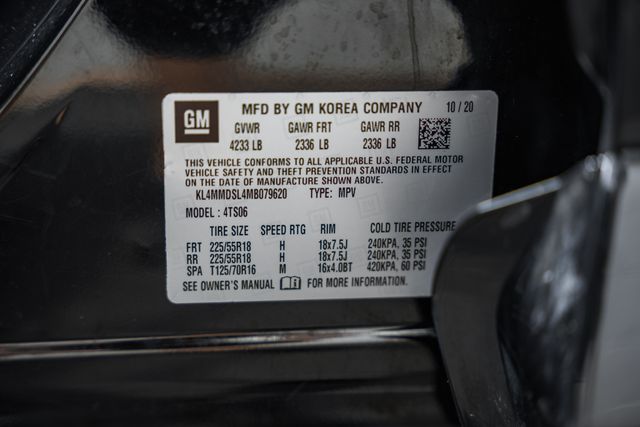 GM MFD BY GM KOREA COMPANY 10 / 20
GVWR GAWR FRT GAWR RR
4233 LB 2336 LB 2336 LB
THIS VEHICLE CONFORMS TO ALL APPLICABLE U.S. FEDERAL MOTOR
VEHICLE SAFETY AND THEFT PREVENTION STANDARDS IN EFFECT
ON THE DATE OF MANUFACTURE SHOWN ABOVE.
KL4MMDSL4MB079620 TYPE: MPV
MODEL : 4TS06
TIRE SIZE SPEED RTG RIM COLD TIRE PRESSURE
FRT 225/55R18 H 18x7.5J 240KPA, 35 PSI
RR 225/55R18 H 18x7.5J 240KPA, 35 PSI
SPA T125/70R16 M 16x4.0BT 420KPA, 60 PSI
SEE OWNER'S MANUAL FOR MORE INFORMATION.